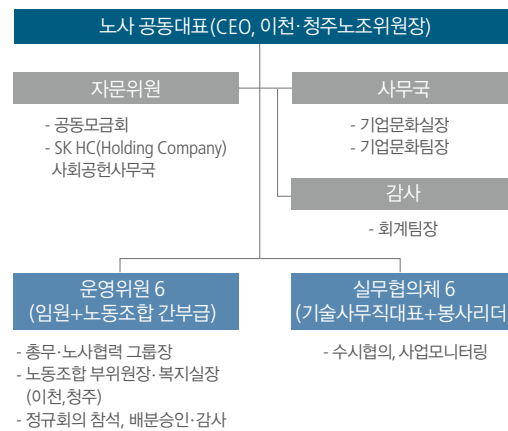 노사 공동대표(CEO, 이천·청주노조위원장)
자문위원
- 공동모금회
- SK HC(Holding Company)
사회공헌사무국
사무국
- 기업문화실장
- 기업문화팀장
감사
- 회계팀장
운영위원 6
(임원+노동조합 간부급)
- 총무·노사협력 그룹장
- 노동조합 부위원장·복지실장
(이천,청주)
- 정규회의 참석, 배분승인·감사
실무협의체 6
(기술사무직대표+봉사리더
- 수시협의, 사업모니터링